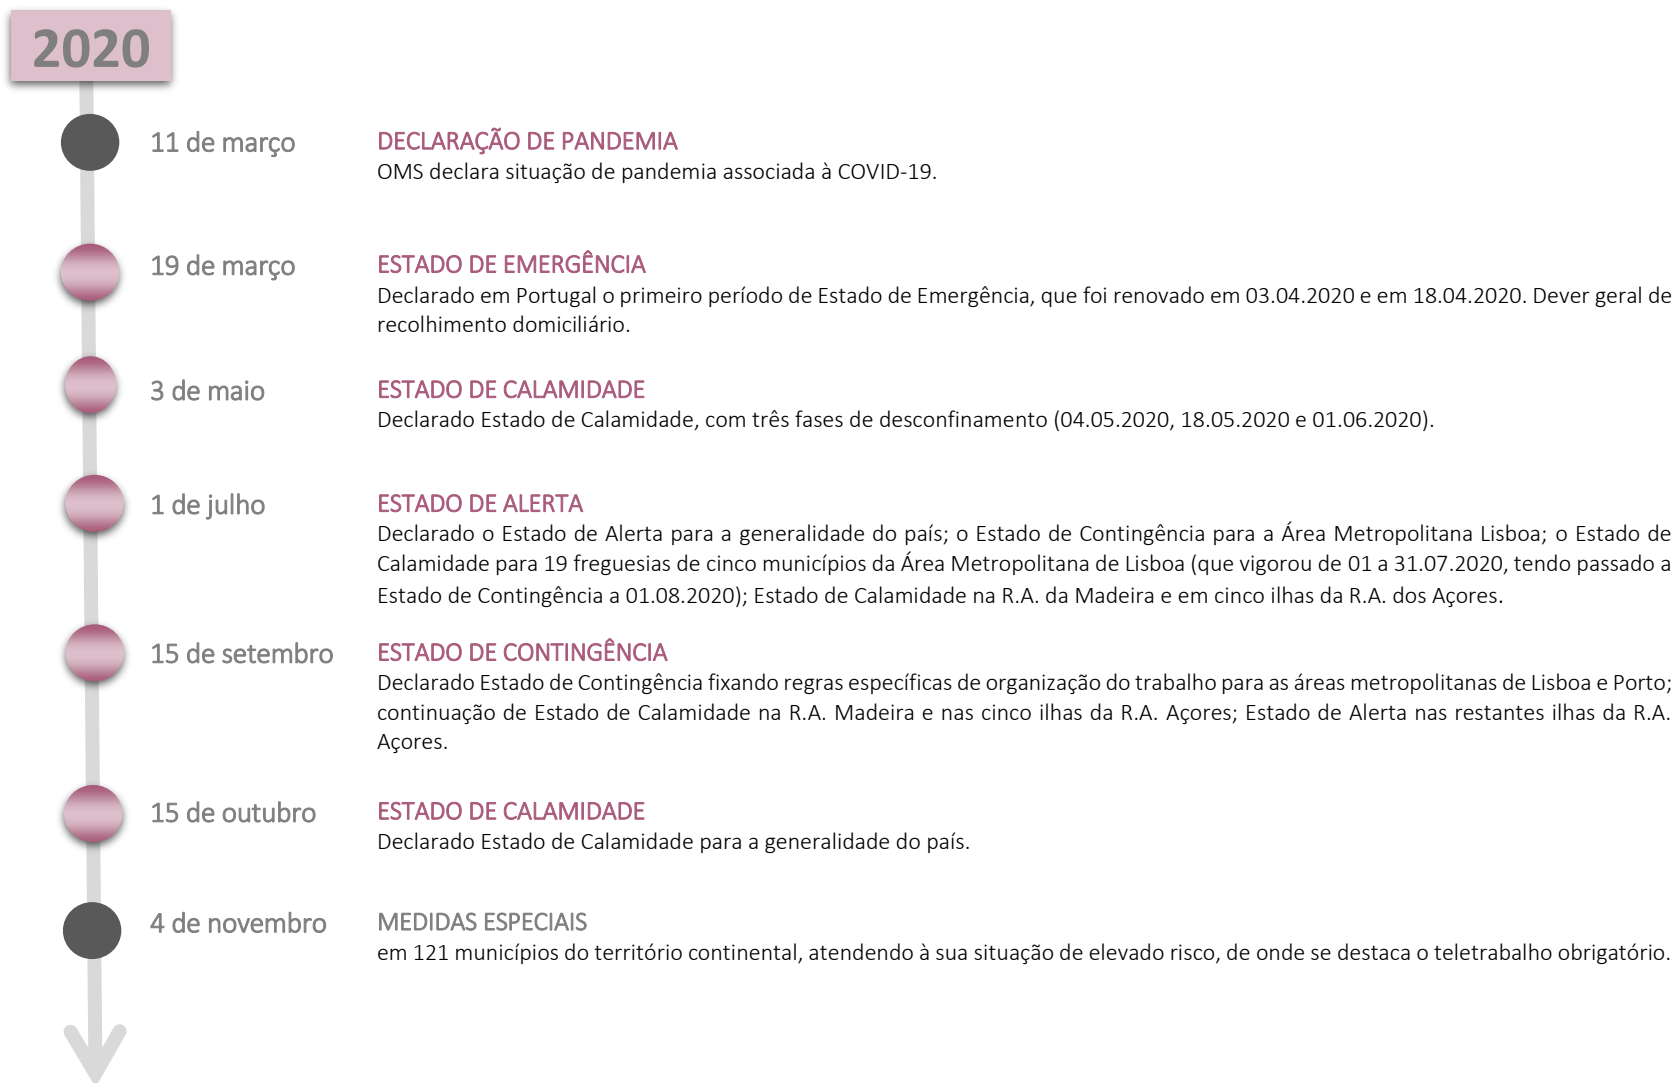 2020
11 de março
DECLARAÇÃO DE PANDEMIA
OMS declara situação de pandemia associada à COVID-19.
19 de março
ESTADO DE EMERGÊNCIA
Declarado em Portugal o primeiro período de Estado de Emergência, que foi renovado em 03.04.2020 e em 18.04.2020. Dever geral de
recolhimento domiciliário.
3 de maio
ESTADO DE CALAMIDADE
Declarado Estado de Calamidade, com três fases de desconfinamento (04.05.2020, 18.05.2020 e 01.06.2020).
1 de julho
ESTADO DE ALERTA
Declarado o Estado de Alerta para a generalidade do país; o Estado de Contingência para a Área Metropolitana Lisboa; o Estado de
Calamidade para 19 freguesias de cinco municípios da Área Metropolitana de Lisboa (que vigorou de 01 a 31.07.2020, tendo passado a
Estado de Contingência a 01.08.2020); Estado de Calamidade na R.A. da Madeira e em cinco ilhas da R.A. dos Açores.
15 de setembro
ESTADO DE CONTINGÊNCIA
Declarado Estado de Contingência fixando regras específicas de organização do trabalho para as áreas metropolitanas de Lisboa e Porto;
continuação de Estado de Calamidade na R.A. Madeira e nas cinco ilhas da R.A. Açores; Estado de Alerta nas restantes ilhas da R.A.
Açores.
15 de outubro
ESTADO DE CALAMIDADE
Declarado Estado de Calamidade para a generalidade do país.
4 de novembro
MEDIDAS ESPECIAIS
em 121 municípios do território continental, atendendo à sua situação de elevado risco, de onde se destaca o teletrabalho obrigatório.